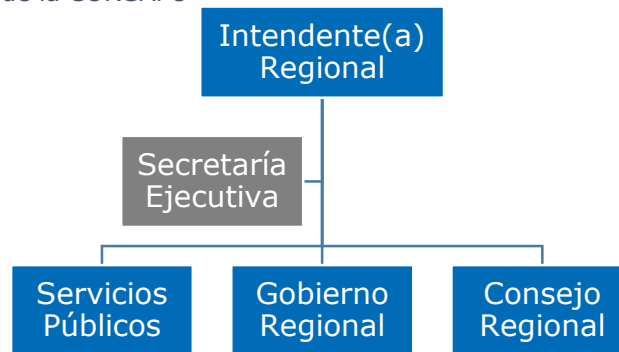 Intendente(a)
Regional
Secretaría
Ejecutiva
Servicios
Públicos
Gobierno
Regional
Consejo
Regional